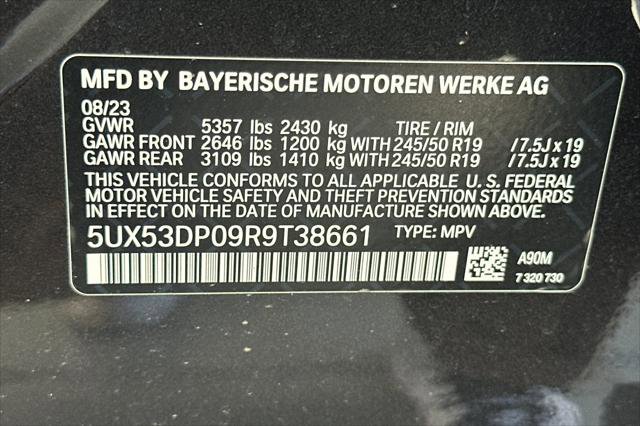 MFD BY BAYERISCHE MOTOREN WERKE AG
08/23
GVWR 5357 lbs 2430 kg TIRE / RIM
GAWR FRONT 2646 lbs 1200 kg WITH 245/50 R19 /7.5J x 19
GAWR REAR 3109 lbs 1410 kg WITH 245/50 R19 /7.5J x 19
THIS VEHICLE CONFORMS TO ALL APPLICABLE U. S. FEDERAL
MOTOR VEHICLE SAFETY AND THEFT PREVENTION STANDARDS
IN EFFECT ON THE DATE OF MANUFACTURE SHOWN ABOVE.
5UX53DP09R9T38661 TYPE: MPV
A90M
7 320 730